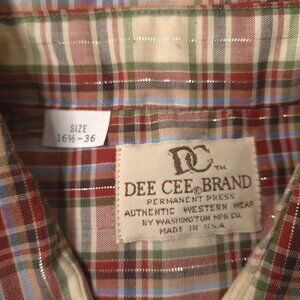 SIZE
16½-36
DC TM
DEE CEE® BRAND
PERMANENT PRESS
AUTHENTIC WESTERN WEAR
BY WASHINGTON MFG. CO.
MADE IN U.S.A